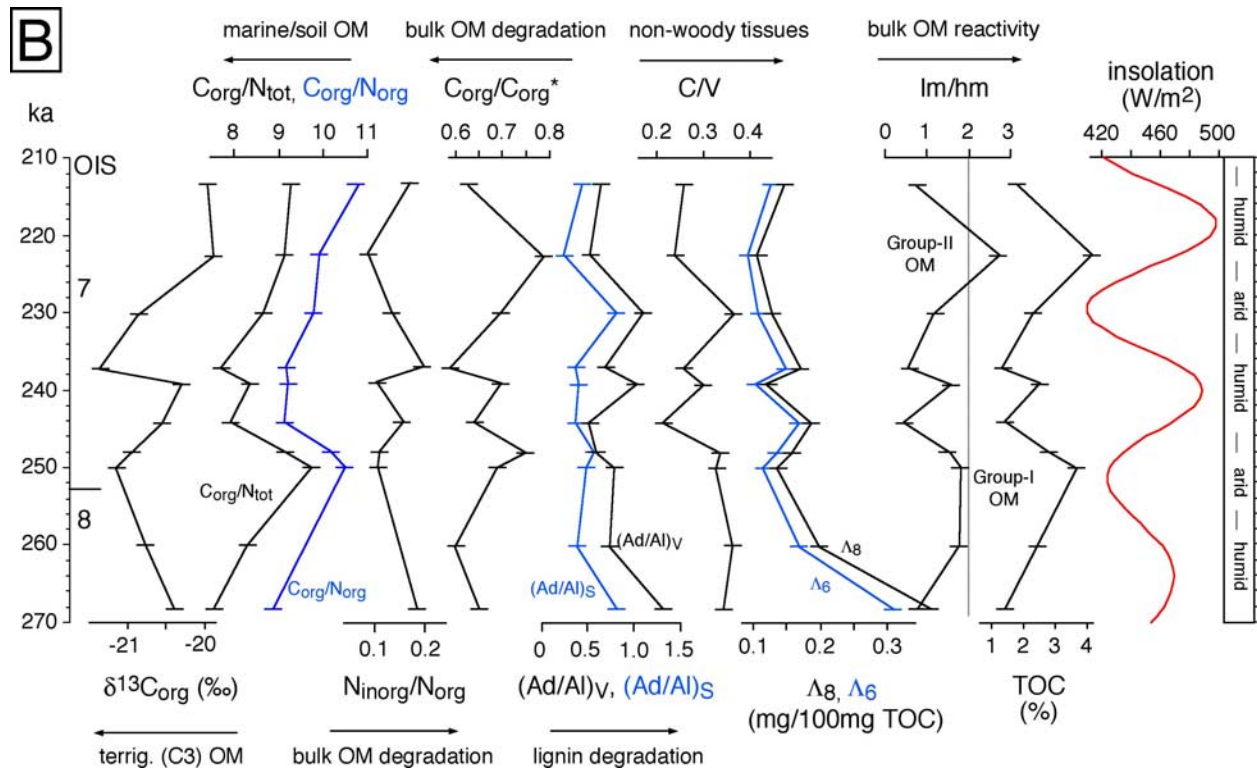 B
marine/soil OM
bulk OM degradation
non-woody tissues
bulk OM reactivity
Corg/Ntot, Corg/Norg
Corg/Corg*
C/V
lm/hm
insolation
(W/m2)
ka
8 9 10 11
0.6 0.7 0.8
0.2 0.3 0.4
0 1 2 3
420 460 500
210
OIS
220
230
240
250
260
270
7
8
Group-II
OM
Group-I
OM
Corg/Ntot
Corg/Norg
(Ad/Al)V
(Ad/Al)S
Λ8
Λ6
— humid — arid — humid — arid — humid
-21 -20
0.1 0.2
0 0.5 1.0 1.5
0.1 0.2 0.3
1 2 3 4
δ13Corg (‰)
Ninorg/Norg
(Ad/Al)V, (Ad/Al)S
Λ8, Λ6
(mg/100mg TOC)
TOC
(%)
terrig. (C3) OM
bulk OM degradation
lignin degradation